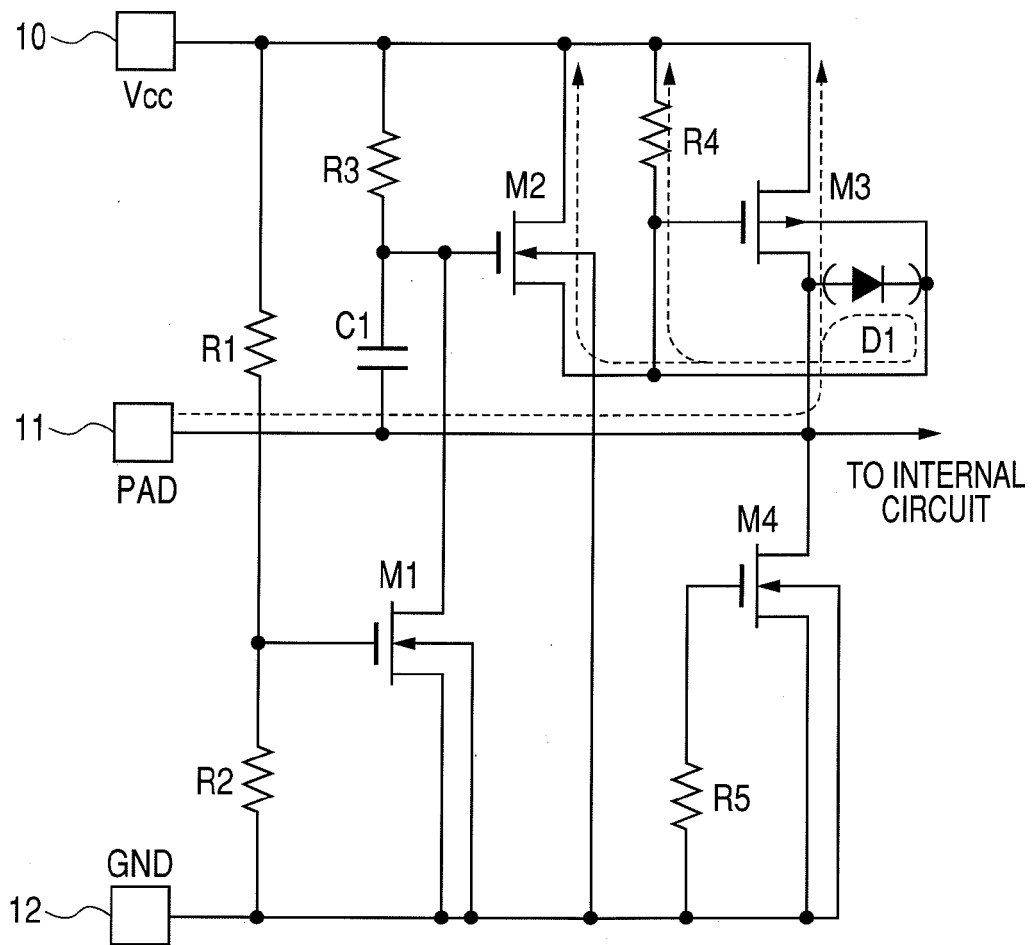 10
Vcc
R3
M2
R4
M3
R1
C1
D1
11
PAD
TO INTERNAL
CIRCUIT
M1
M4
R2
R5
GND
12